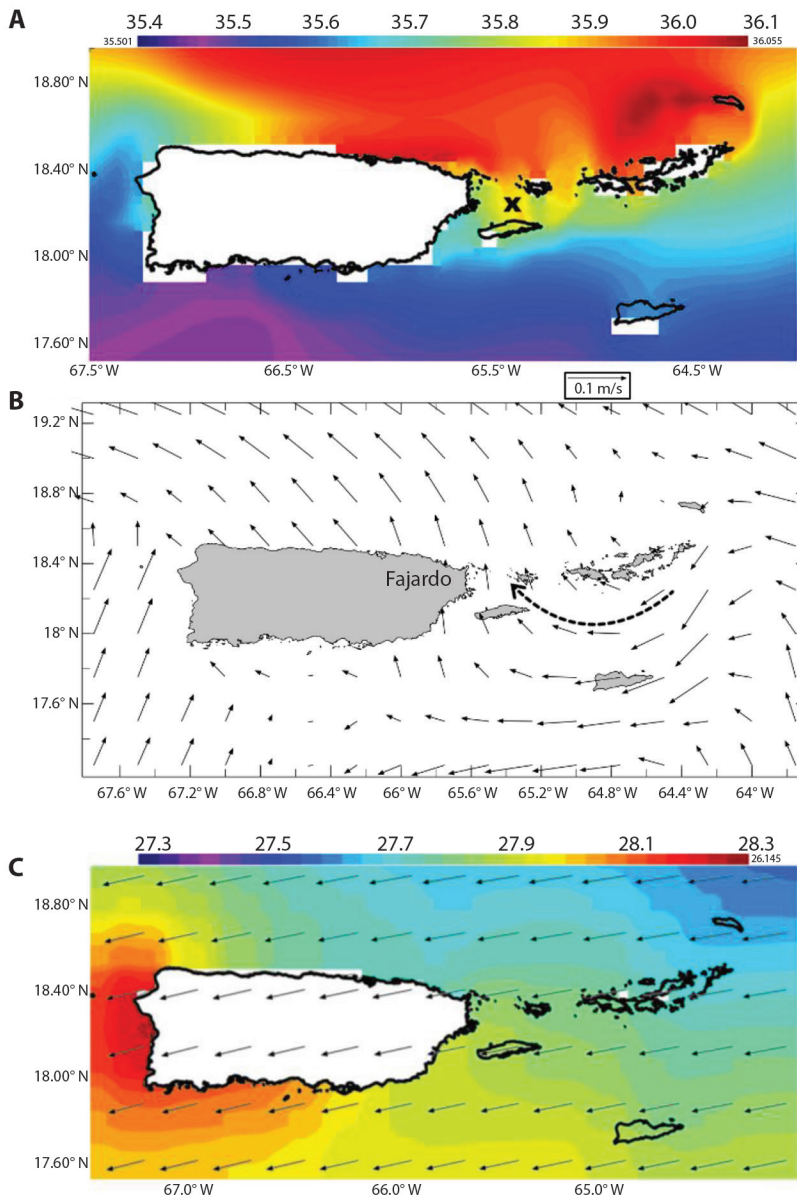 A
35.4 35.5 35.6 35.7 35.8 35.9 36.0 36.1
35.501 36.055
18.80° N
18.40° N
18.00° N
17.60° N
X
67.5° W 66.5° W 65.5° W 64.5° W
0.1 m/s
B
19.2° N
18.8° N
18.4° N
18° N
17.6° N
Fajardo
67.6° W 67.2° W 66.8° W 66.4° W 66° W 65.6° W 65.2° W 64.8° W 64.4° W 64° W
C
27.3 27.5 27.7 27.9 28.1 28.3
26.145
18.80° N
18.40° N
18.00° N
17.60° N
67.0° W 66.0° W 65.0° W